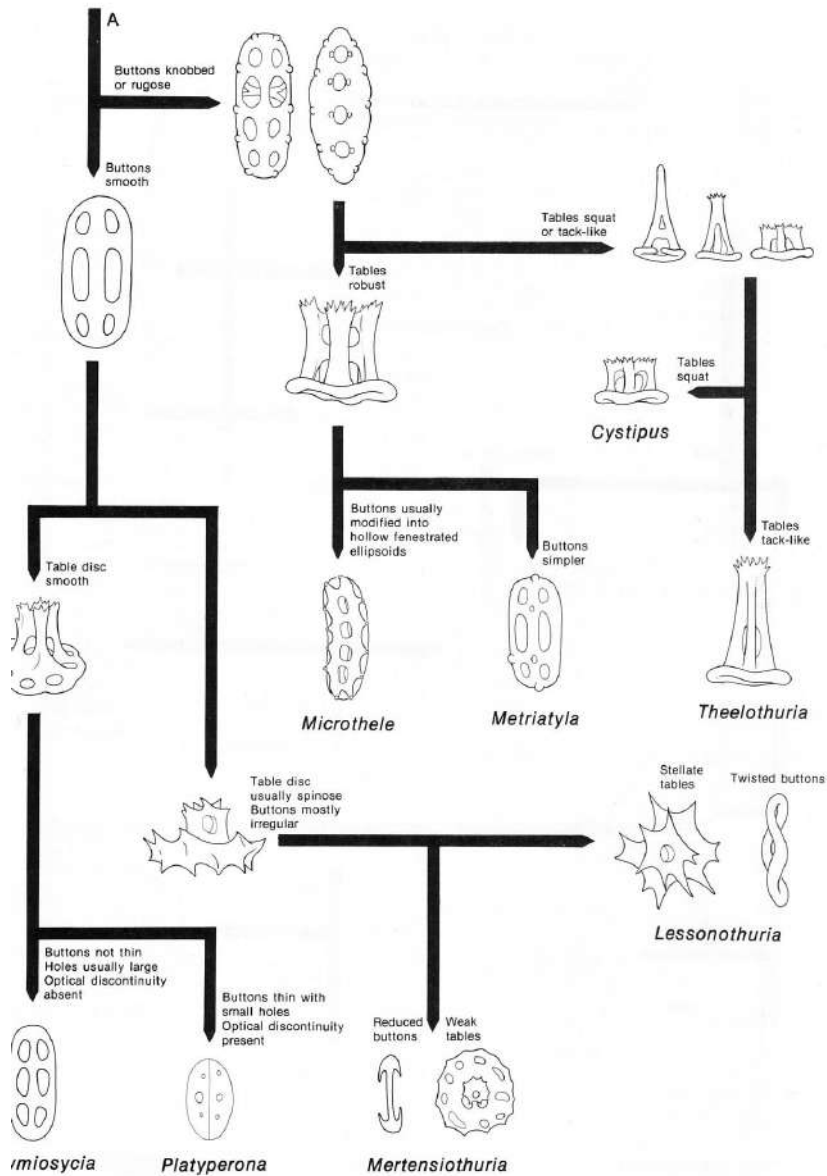 A
Buttons knobbed
or rugose
Buttons
smooth
Tables squat
or tack-like
Tables
robust
Tables
squat
Cystipus
Buttons usually
modified into
hollow fenestrated
ellipsoids
Buttons
simpler
Tables
tack-like
Table disc
smooth
Microthele
Metriatyla
Theelothuria
Table disc
usually spinose
Buttons mostly
irregular
Stellate
tables
Twisted buttons
Lessonothuria
Buttons not thin
Holes usually large
Optical discontinuity
absent
Buttons thin with
small holes
Optical discontinuity
present
Reduced
buttons
Weak
tables
ymiosycia
Platyperona
Mertensiothuria